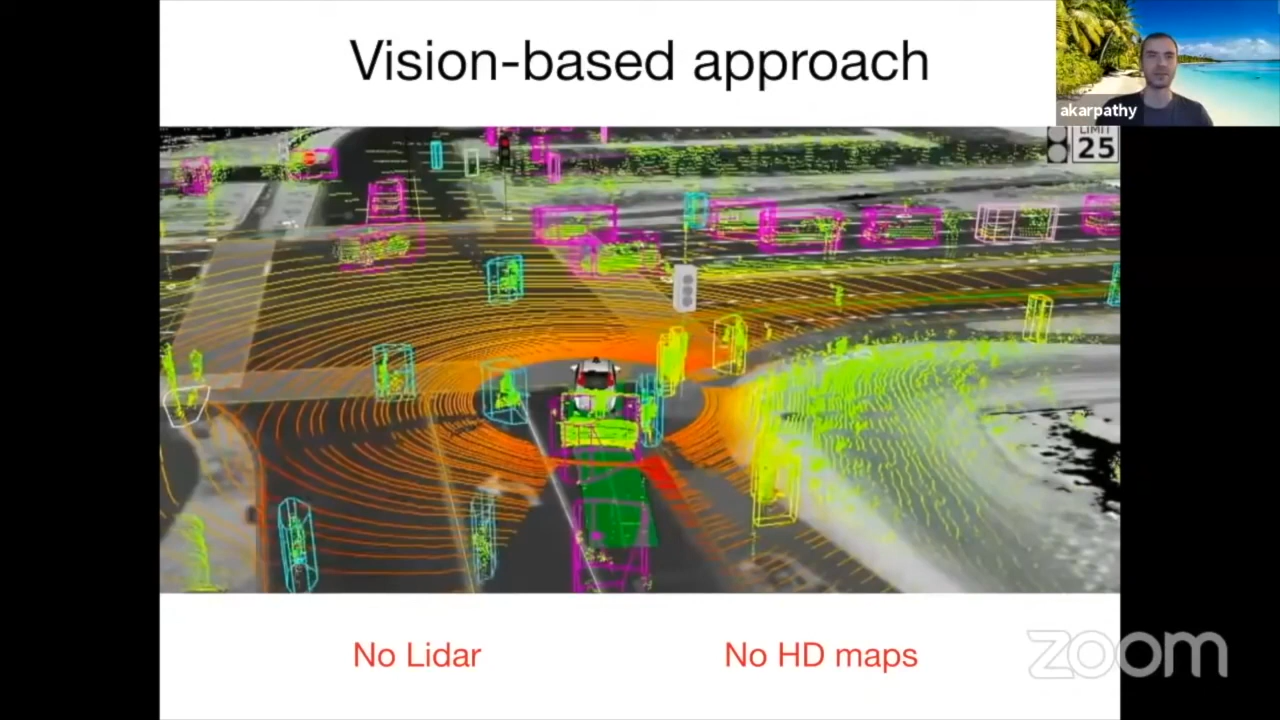 Vision-based approach
akarpathy
LIMIT
25
No Lidar
No HD maps
zoom